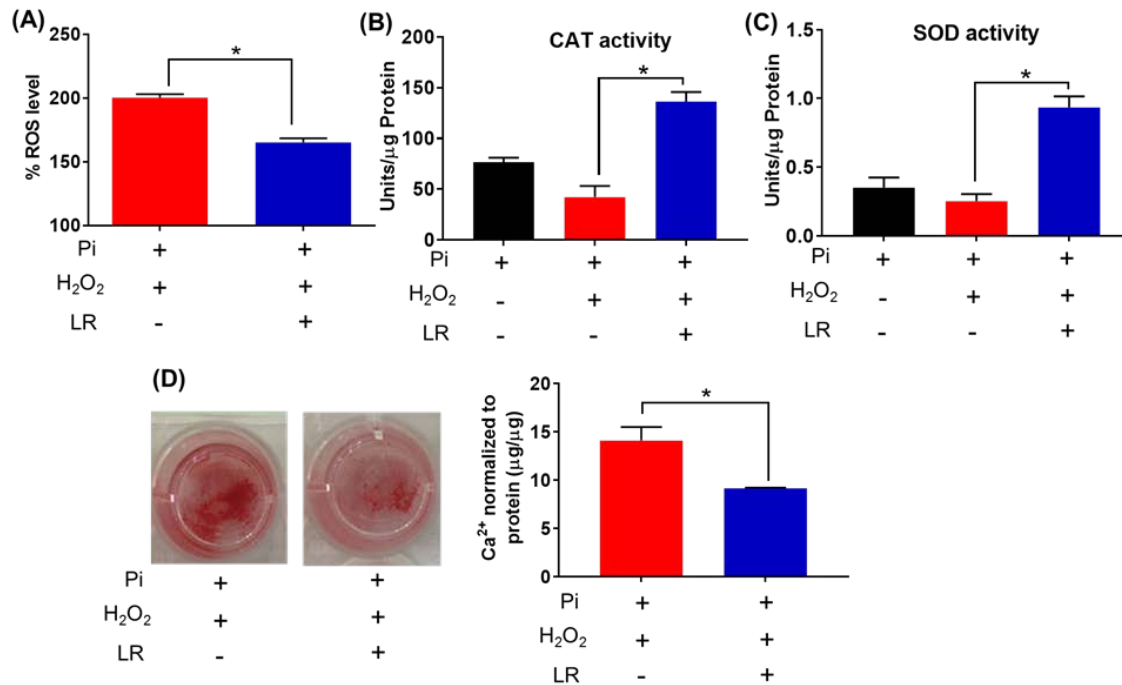 (A)
250
200
150
100
% ROS level
*
Pi + +
H₂O₂ + +
LR - +
(B)
CAT activity
200
150
100
50
0
Units/μg Protein
*
Pi + + +
H₂O₂ - + +
LR - - +
(C)
SOD activity
1.5
1.0
0.5
0.0
Units/μg Protein
*
Pi + + +
H₂O₂ - + +
LR - - +
(D)
Pi + +
H₂O₂ + +
LR - +
20
15
10
5
0
Ca²⁺ normalized to
protein (μg/μg)
*
Pi + +
H₂O₂ + +
LR - +